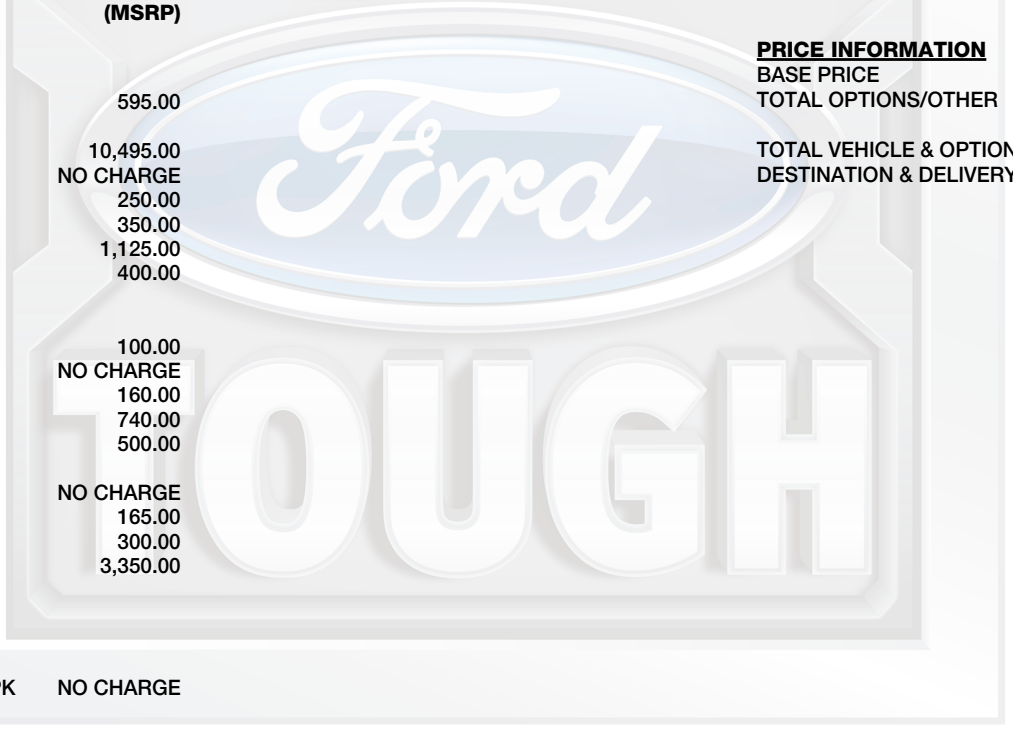 (MSRP)
595.00
10,495.00
NO CHARGE
250.00
350.00
1,125.00
400.00
100.00
NO CHARGE
160.00
740.00
500.00
NO CHARGE
165.00
300.00
3,350.00
PK NO CHARGE
PRICE INFORMATION
BASE PRICE
TOTAL OPTIONS/OTHER
TOTAL VEHICLE & OPTION
DESTINATION & DELIVERY
Ford
TOUGH